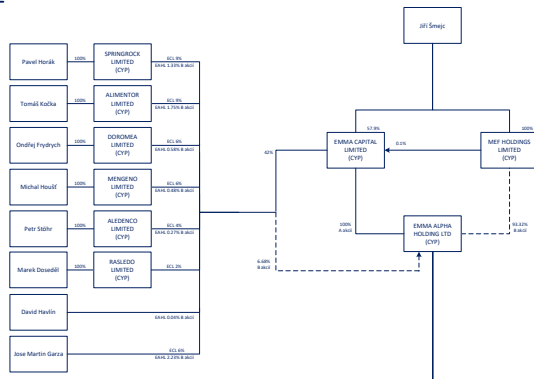 Jiří Šmejc
Pavel Horák
100%
SPRINGROCK
LIMITED
(CYP)
ECL 9%
EAHL 1.33% B akcií
Tomáš Kočka
100%
ALIMENTOR
LIMITED
(CYP)
ECL 9%
EAHL 1.75% B akcií
Ondřej Frydrych
100%
DOROMEA
LIMITED
(CYP)
ECL 6%
EAHL 0.58% B akcií
Michal Houšť
100%
MENGENO
LIMITED
(CYP)
ECL 6%
EAHL 0.48% B akcií
Petr Stöhr
100%
ALEDENCO
LIMITED
(CYP)
ECL 4%
EAHL 0.27% B akcií
Marek Doseděl
100%
RASLEDO
LIMITED
(CYP)
ECL 2%
David Havlín
EAHL 0.04% B akcií
Jose Martin Garza
ECL 6%
EAHL 2.23% B akcií
42%
57.9%
EMMA CAPITAL
LIMITED
(CYP)
0.1%
100%
MEF HOLDINGS
LIMITED
(CYP)
100%
A akcií
EMMA ALPHA
HOLDING LTD
(CYP)
93.32%
B akcií
6.68%
B akcií